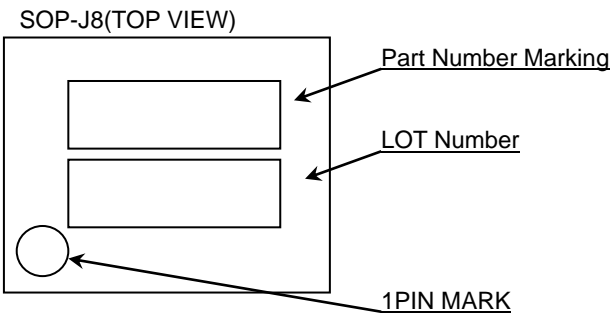 SOP-J8(TOP VIEW)
Part Number Marking
LOT Number
1PIN MARK